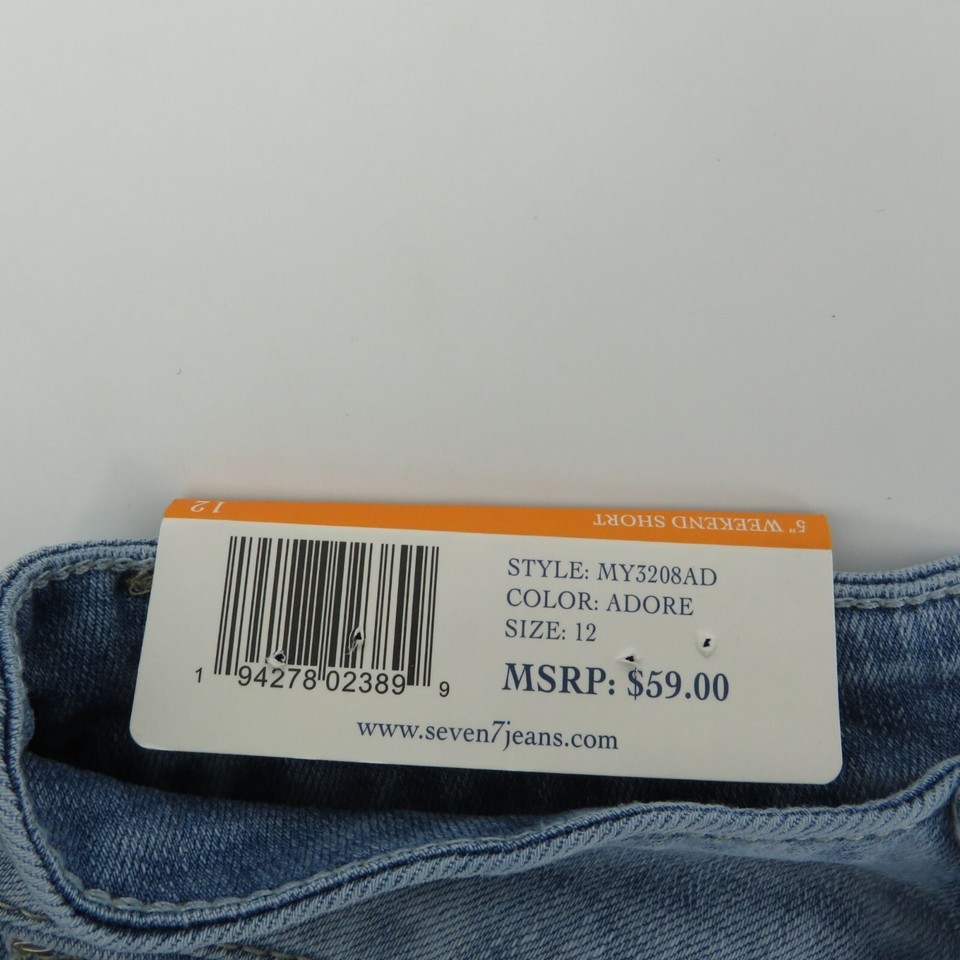 5" WEEKEND SHORT
12
STYLE: MY3208AD
COLOR: ADORE
SIZE: 12
MSRP: $59.00
1 94278 02389 9
www.seven7jeans.com